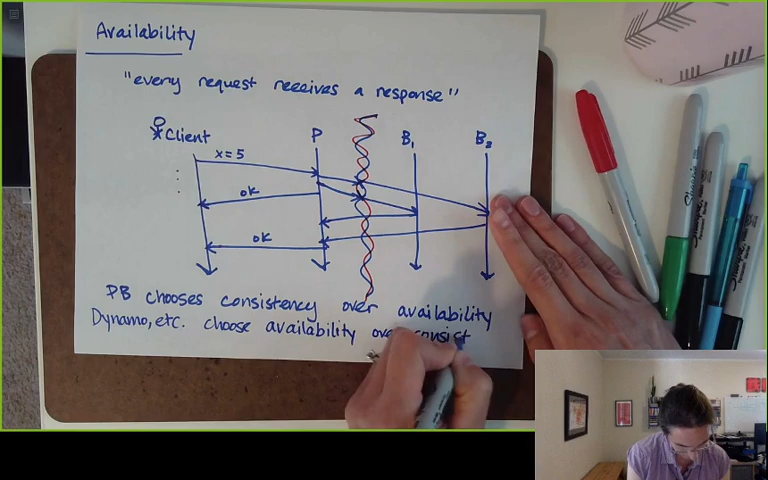 Availability
"every request receives a response"
Client
P
B₁
B₂
x=5
ok
ok
PB chooses consistency over availability
Dynamo, etc. choose availability over consist